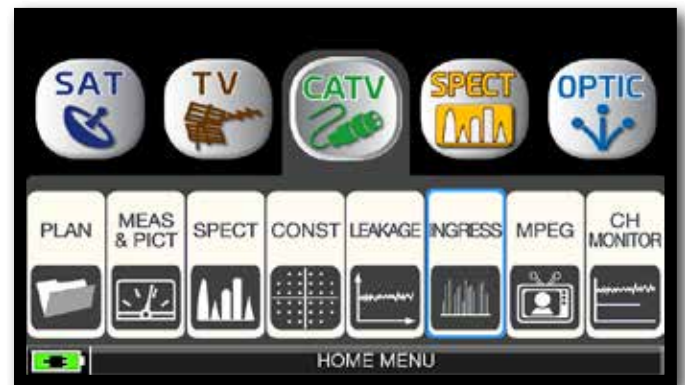 SAT TV CATV SPECT OPTIC
PLAN
MEAS
& PICT
SPECT
CONST
LEAKAGE
INGRESS
MPEG
CH
MONITOR
HOME MENU